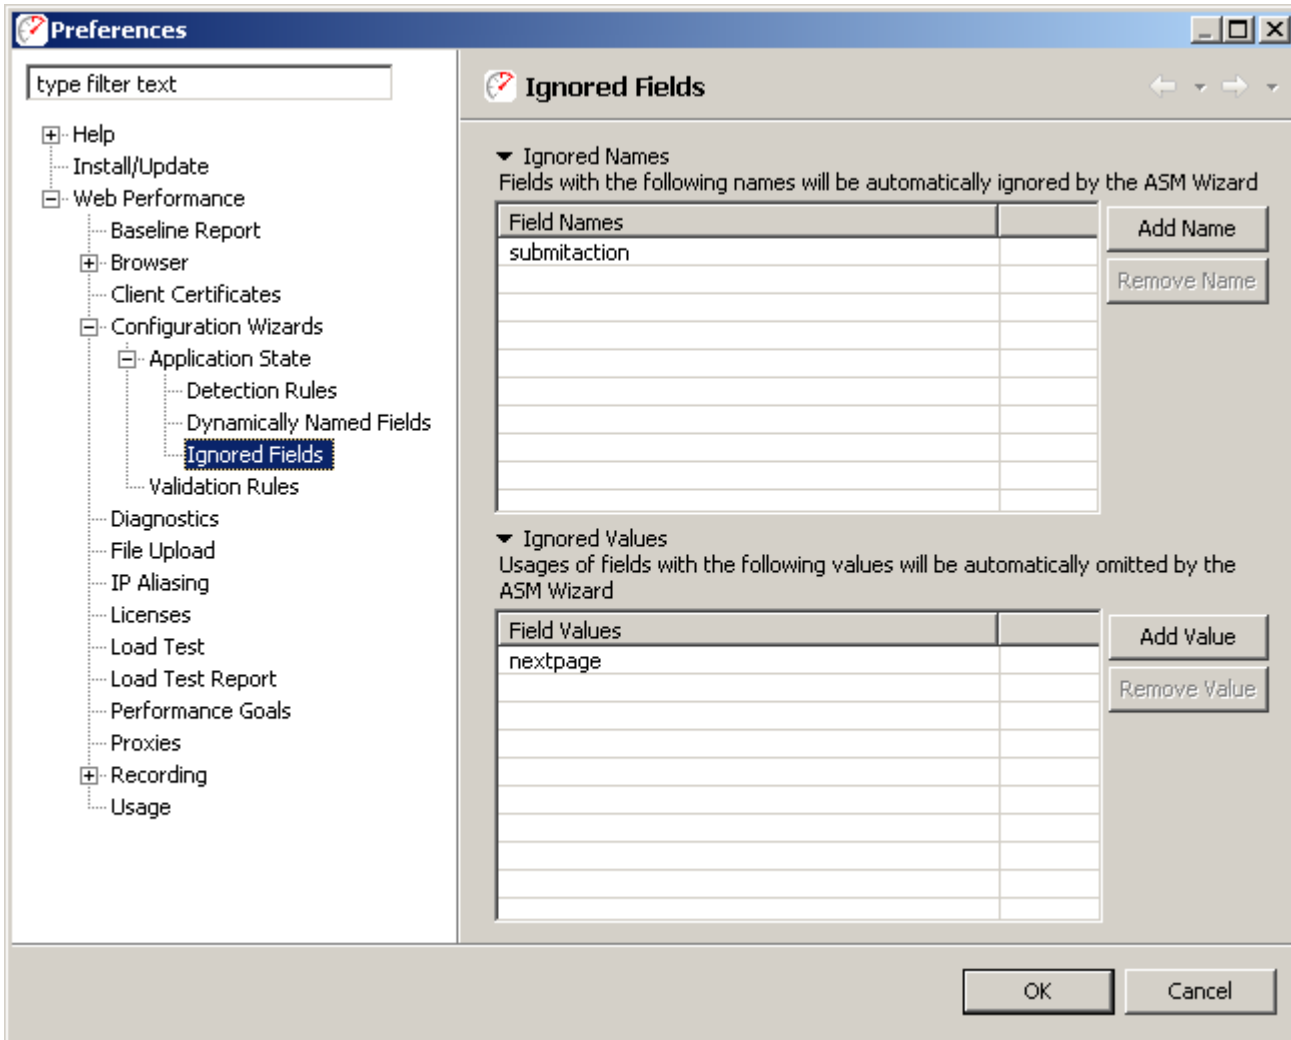 Preferences
type filter text
Help
Install/Update
Web Performance
Baseline Report
Browser
Client Certificates
Configuration Wizards
Application State
Detection Rules
Dynamically Named Fields
Ignored Fields
Validation Rules
Diagnostics
File Upload
IP Aliasing
Licenses
Load Test
Load Test Report
Performance Goals
Proxies
Recording
Usage
Ignored Fields
Ignored Names
Fields with the following names will be automatically ignored by the ASM Wizard
Field Names
submitaction
Add Name
Remove Name
Ignored Values
Usages of fields with the following values will be automatically omitted by the
ASM Wizard
Field Values
nextpage
Add Value
Remove Value
OK
Cancel